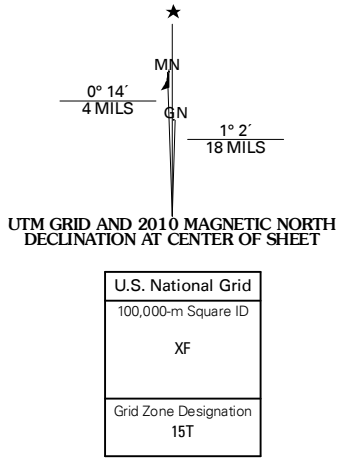 MN
0° 14´
4 MILS
GN
1° 2´
18 MILS
UTM GRID AND 2010 MAGNETIC NORTH
DECLINATION AT CENTER OF SHEET
U.S. National Grid
100,000-m Square ID
XF
Grid Zone Designation
15T